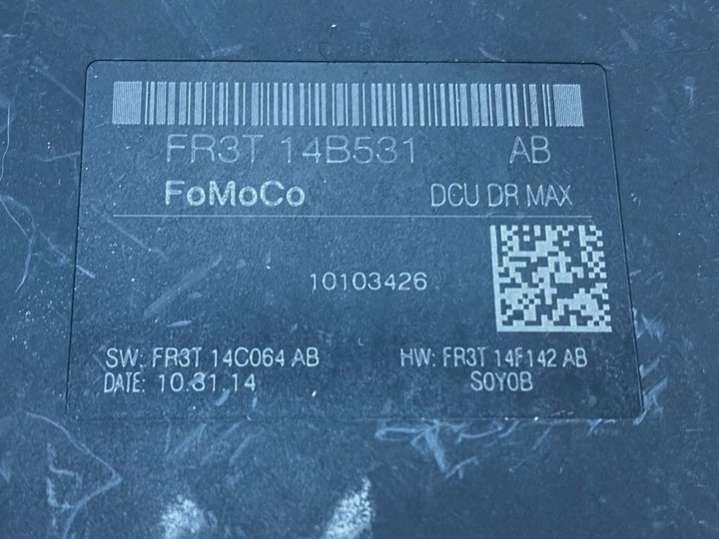 FR3T 14B531 AB
FoMoCo DCU DR MAX
10103426
SW: FR3T 14C064 AB HW: FR3T 14F142 AB
DATE: 10.31.14 S0Y0B